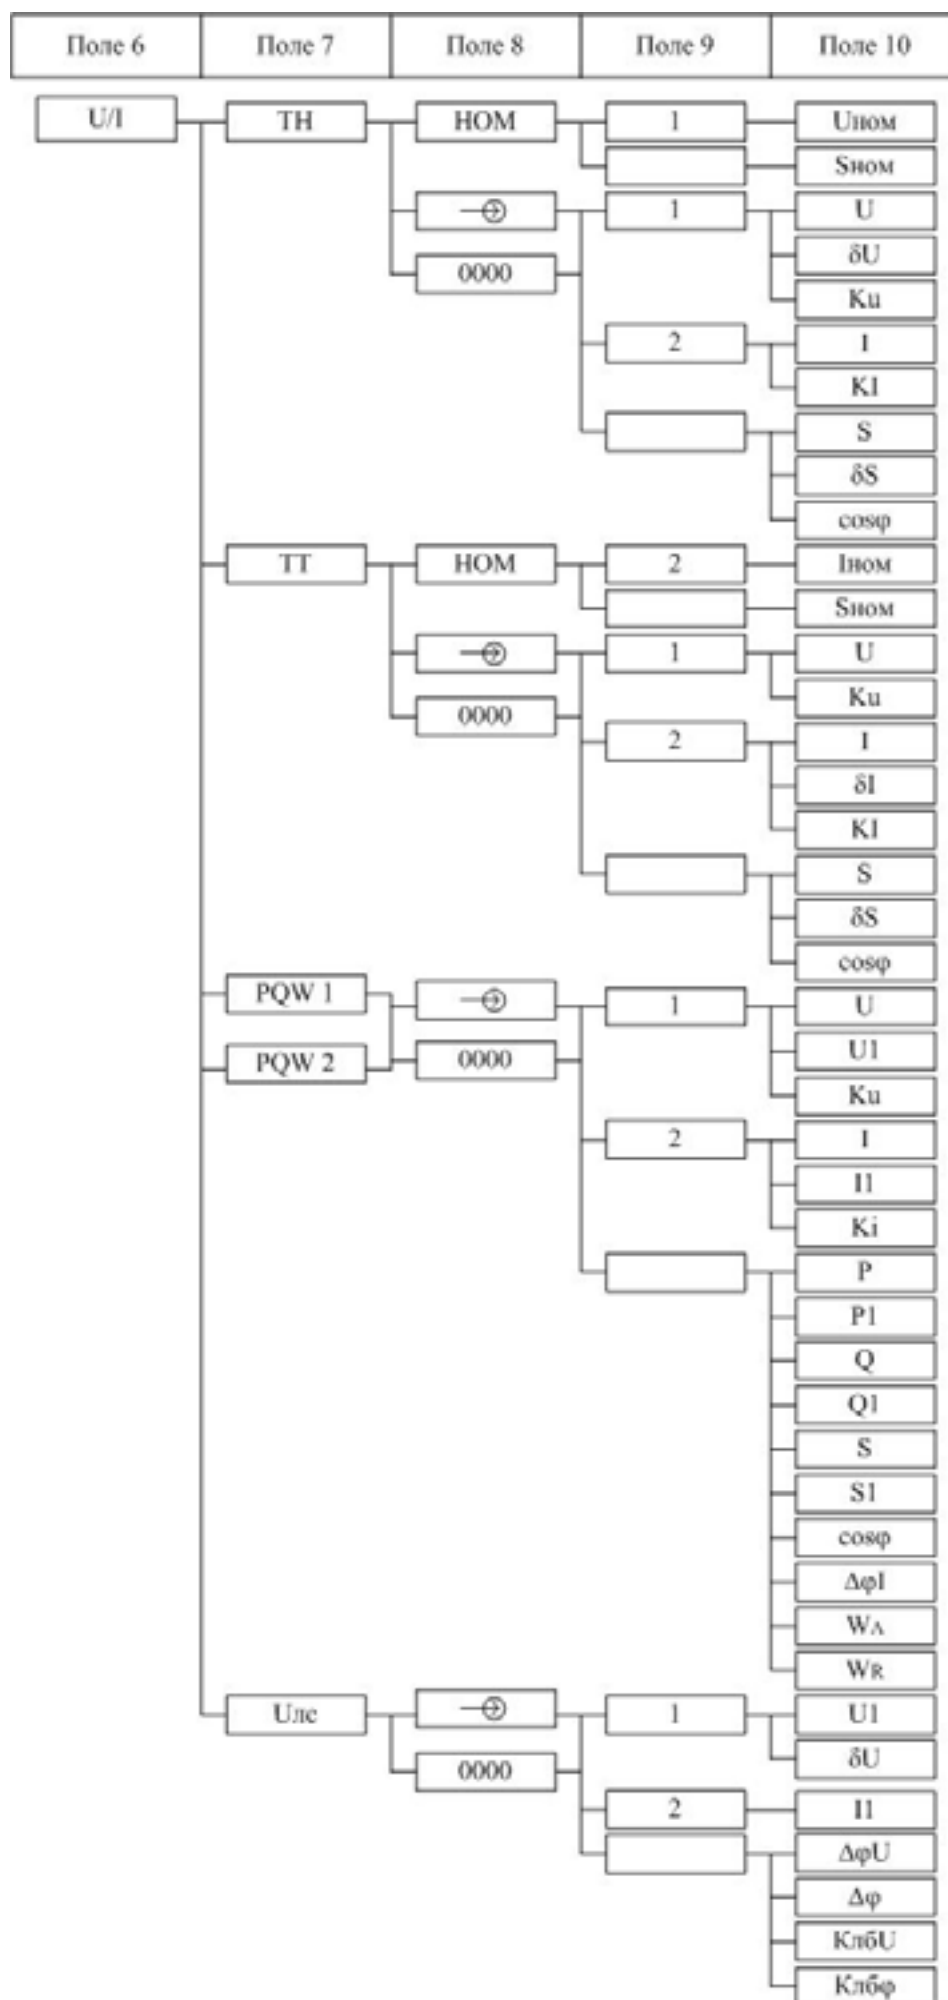 Поле 6 Поле 7 Поле 8 Поле 9 Поле 10
U/I ТН НОМ 1 Uном
Sном
1 U
δU
0000
Ku
2 I
KI
S
δS
cosφ
ТТ НОМ 2 Iном
Sном
1 U
Ku
0000
2 I
δI
KI
S
δS
cosφ
PQW 1 1 U
PQW 2 0000 U1
Ku
2 I
I1
Ki
P
P1
Q
Q1
S
S1
cosφ
ΔφI
WA
WR
Uлс 1 U1
δU
0000
2 I1
ΔφU
Δφ
КлбU
Клбφ